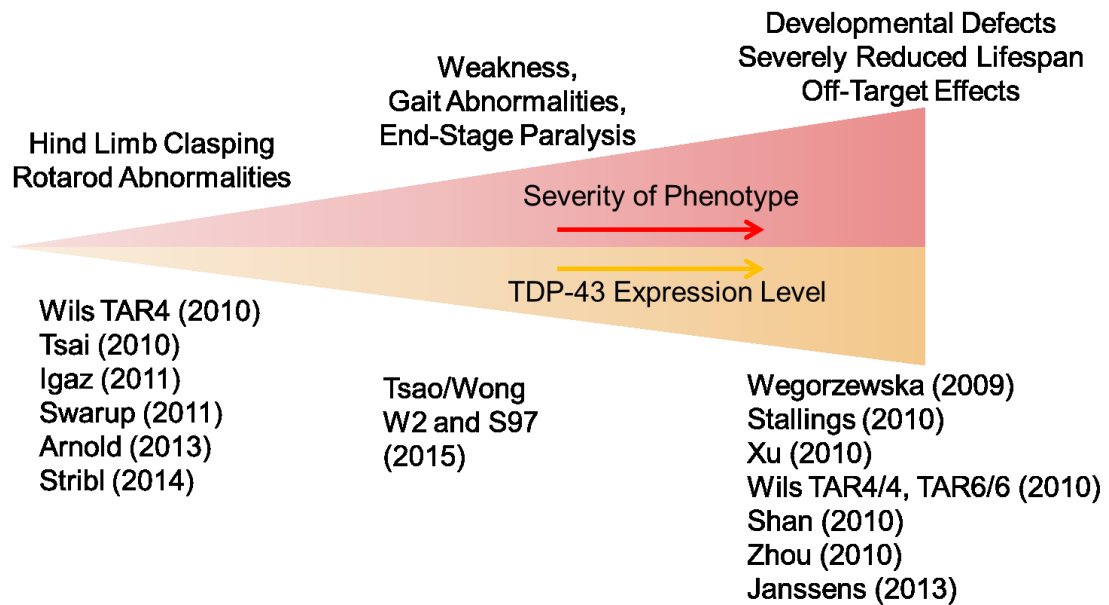 Developmental Defects
Severely Reduced Lifespan
Off-Target Effects
Weakness,
Gait Abnormalities,
End-Stage Paralysis
Hind Limb Clasping
Rotarod Abnormalities
Severity of Phenotype
TDP-43 Expression Level
Wils TAR4 (2010)
Tsai (2010)
Igaz (2011)
Swarup (2011)
Arnold (2013)
Stribl (2014)
Tsao/Wong
W2 and S97
(2015)
Wegorzewska (2009)
Stallings (2010)
Xu (2010)
Wils TAR4/4, TAR6/6 (2010)
Shan (2010)
Zhou (2010)
Janssens (2013)